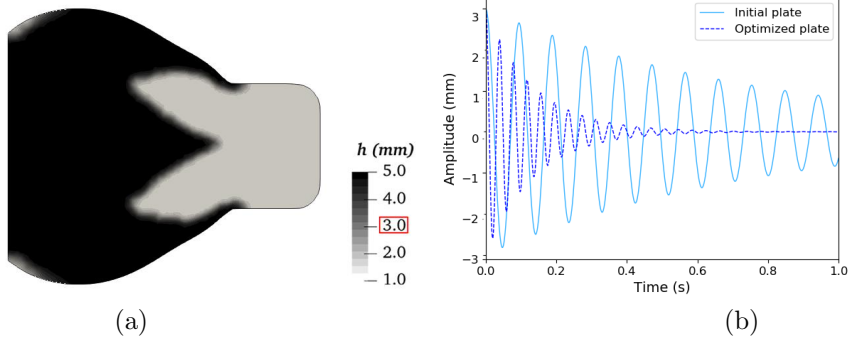 h (mm)
5.0
4.0
3.0
2.0
1.0
(a)
Initial plate
Optimized plate
Amplitude (mm)
3
2
1
0
−1
−2
−3
0.0 0.2 0.4 0.6 0.8 1.0
Time (s)
(b)